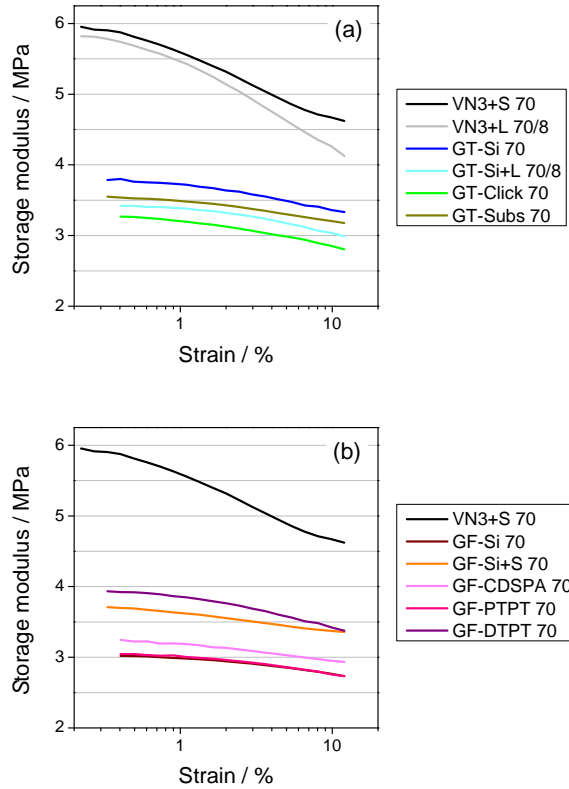 6
(a)
5
4
3
2
Storage modulus / MPa
1
10
Strain / %
VN3+S 70
VN3+L 70/8
GT-Si 70
GT-Si+L 70/8
GT-Click 70
GT-Subs 70
6
(b)
5
4
3
2
Storage modulus / MPa
1
10
Strain / %
VN3+S 70
GF-Si 70
GF-Si+S 70
GF-CDSPA 70
GF-PTPT 70
GF-DTPT 70